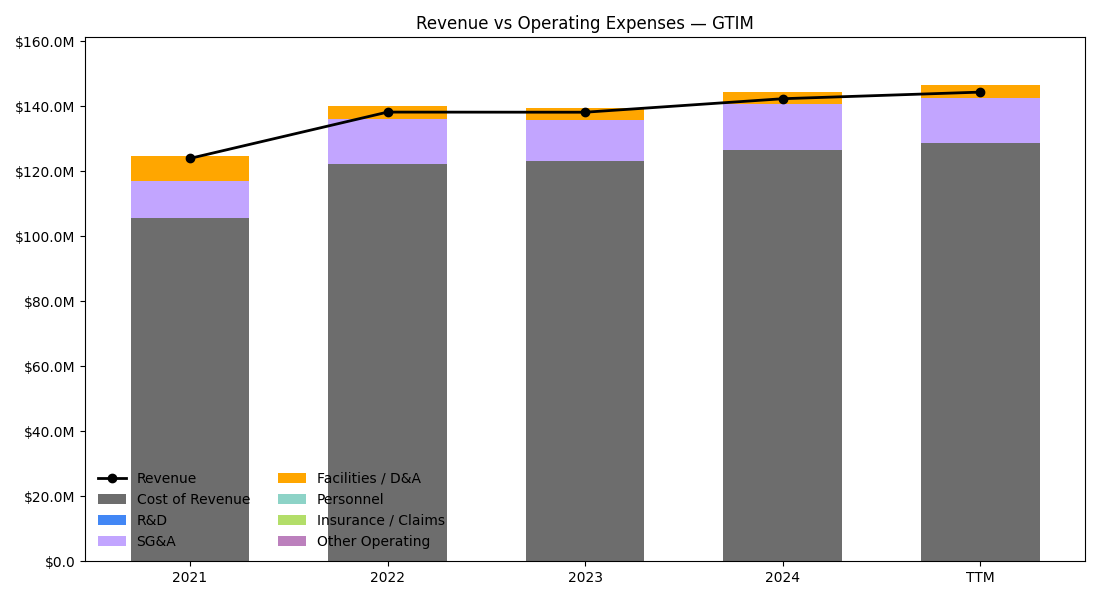 Revenue vs Operating Expenses — GTIM
$160.0M
$140.0M
$120.0M
$100.0M
$80.0M
$60.0M
$40.0M
$20.0M
$0.0
Revenue
Cost of Revenue
R&D
SG&A
Facilities / D&A
Personnel
Insurance / Claims
Other Operating
2021
2022
2023
2024
TTM